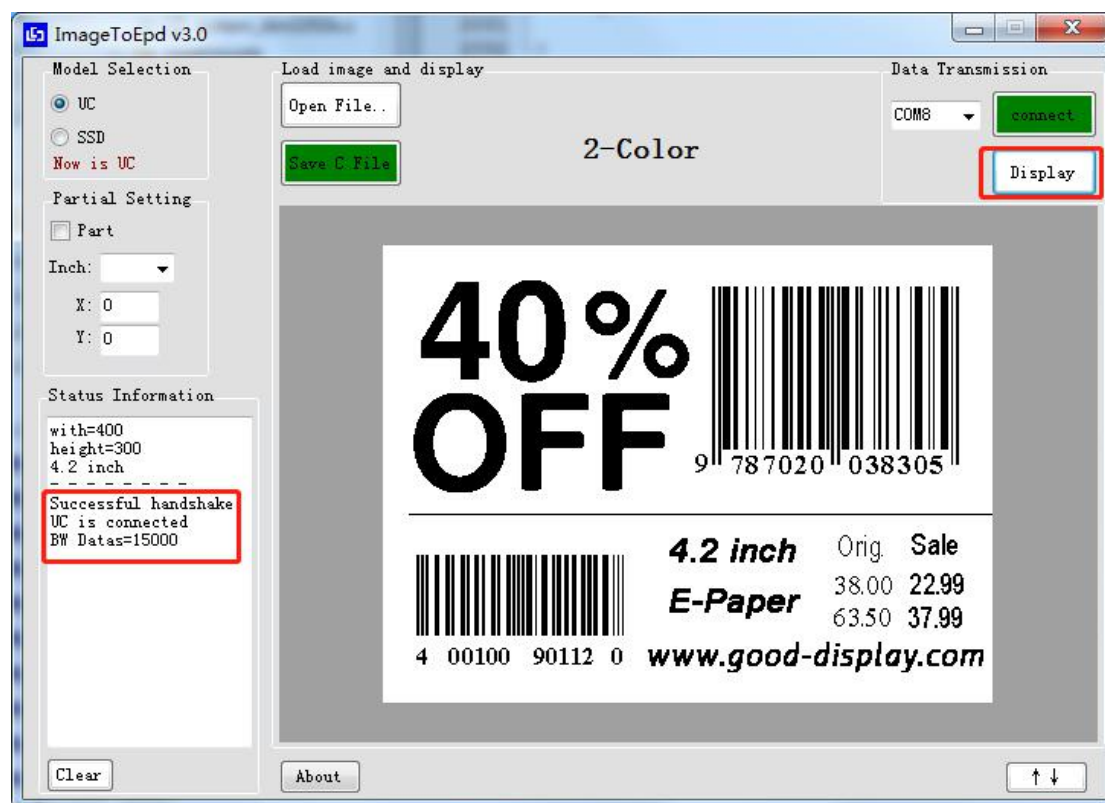 ImageToEpd v3.0
Model Selection
UC
SSD
Now is UC
Partial Setting
Part
Inch:
X: 0
Y: 0
Status Information
with=400
height=300
4.2 inch
- - - - - - - -
Successful handshake
UC is connected
BW Datas=15000
Clear
Load image and display
Open File..
Save C File
2-Color
Data Transmission
COM8
connect
Display
40%
OFF
9 787020 038305
4.2 inch
E-Paper
Orig. Sale
38.00 22.99
63.50 37.99
4 00100 90112 0
www.good-display.com
About
↑↓